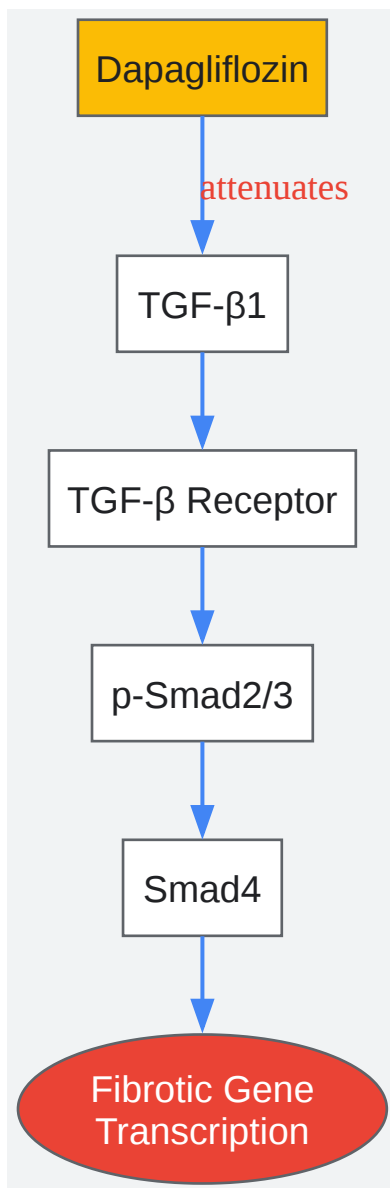 Dapagliflozin
attenuates
TGF-β1
TGF-β Receptor
p-Smad2/3
Smad4
Fibrotic Gene
Transcription